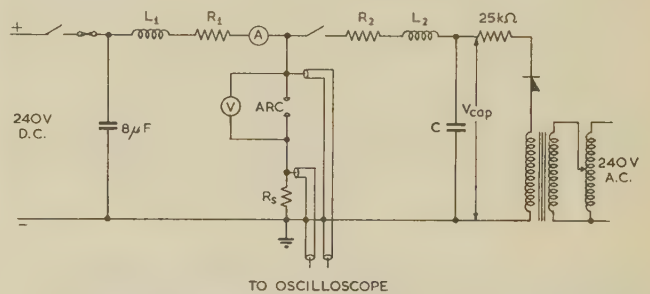 +
L₁
R₁
A
R₂
L₂
25kΩ
240V
D.C.
8μF
V
ARC
C
Vcap
240V
A.C.
Rs
−
TO OSCILLOSCOPE